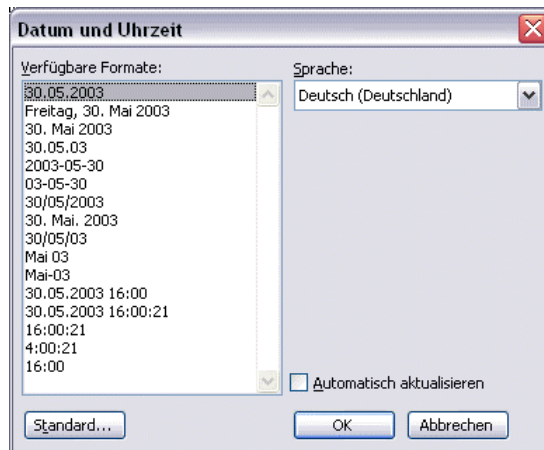 Datum und Uhrzeit
Verfügbare Formate:
30.05.2003
Freitag, 30. Mai 2003
30. Mai 2003
30.05.03
2003-05-30
03-05-30
30/05/2003
30. Mai. 2003
30/05/03
Mai 03
Mai-03
30.05.2003 16:00
30.05.2003 16:00:21
16:00:21
4:00:21
16:00
Sprache:
Deutsch (Deutschland)
Automatisch aktualisieren
Standard...
OK
Abbrechen